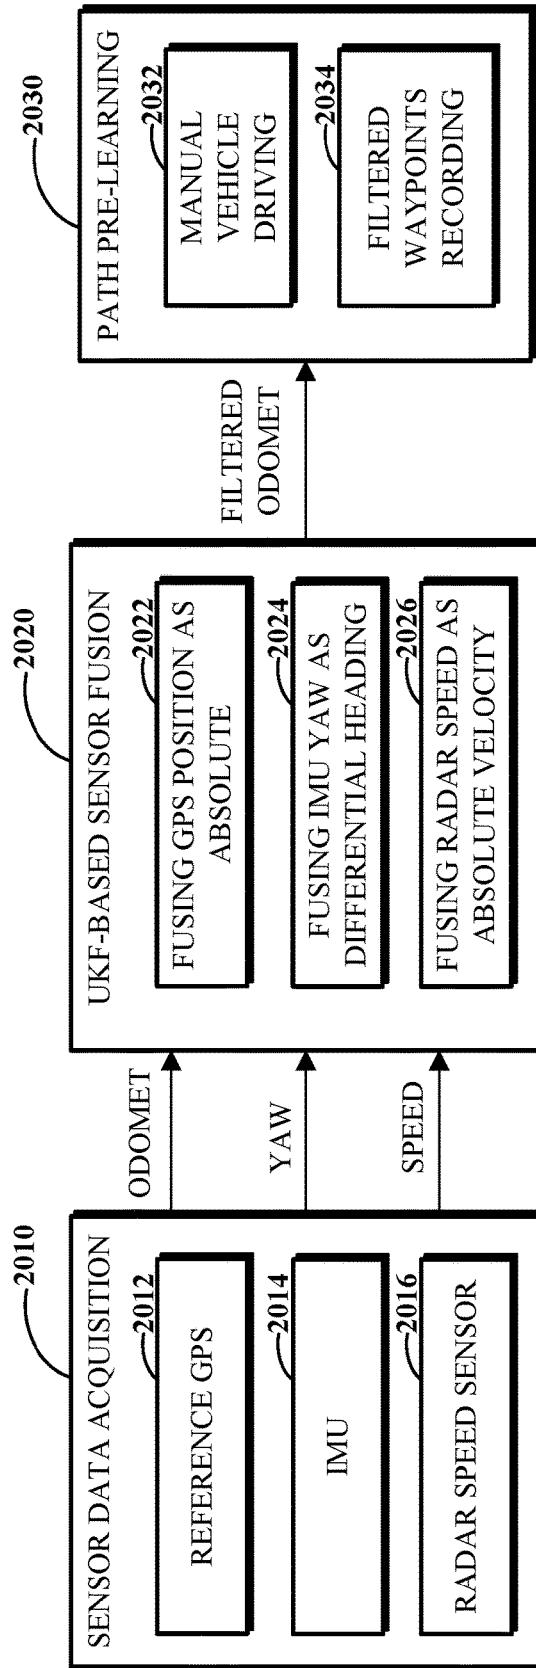 2010
SENSOR DATA ACQUISITION
2012
REFERENCE GPS
2014
IMU
2016
RADAR SPEED SENSOR
ODOMET
YAW
SPEED
2020
UKF-BASED SENSOR FUSION
2022
FUSING GPS POSITION AS
ABSOLUTE
2024
FUSING IMU YAW AS
DIFFERENTIAL HEADING
2026
FUSING RADAR SPEED AS
ABSOLUTE VELOCITY
FILTERED
ODOMET
2030
PATH PRE-LEARNING
2032
MANUAL
VEHICLE
DRIVING
2034
FILTERED
WAYPOINTS
RECORDING